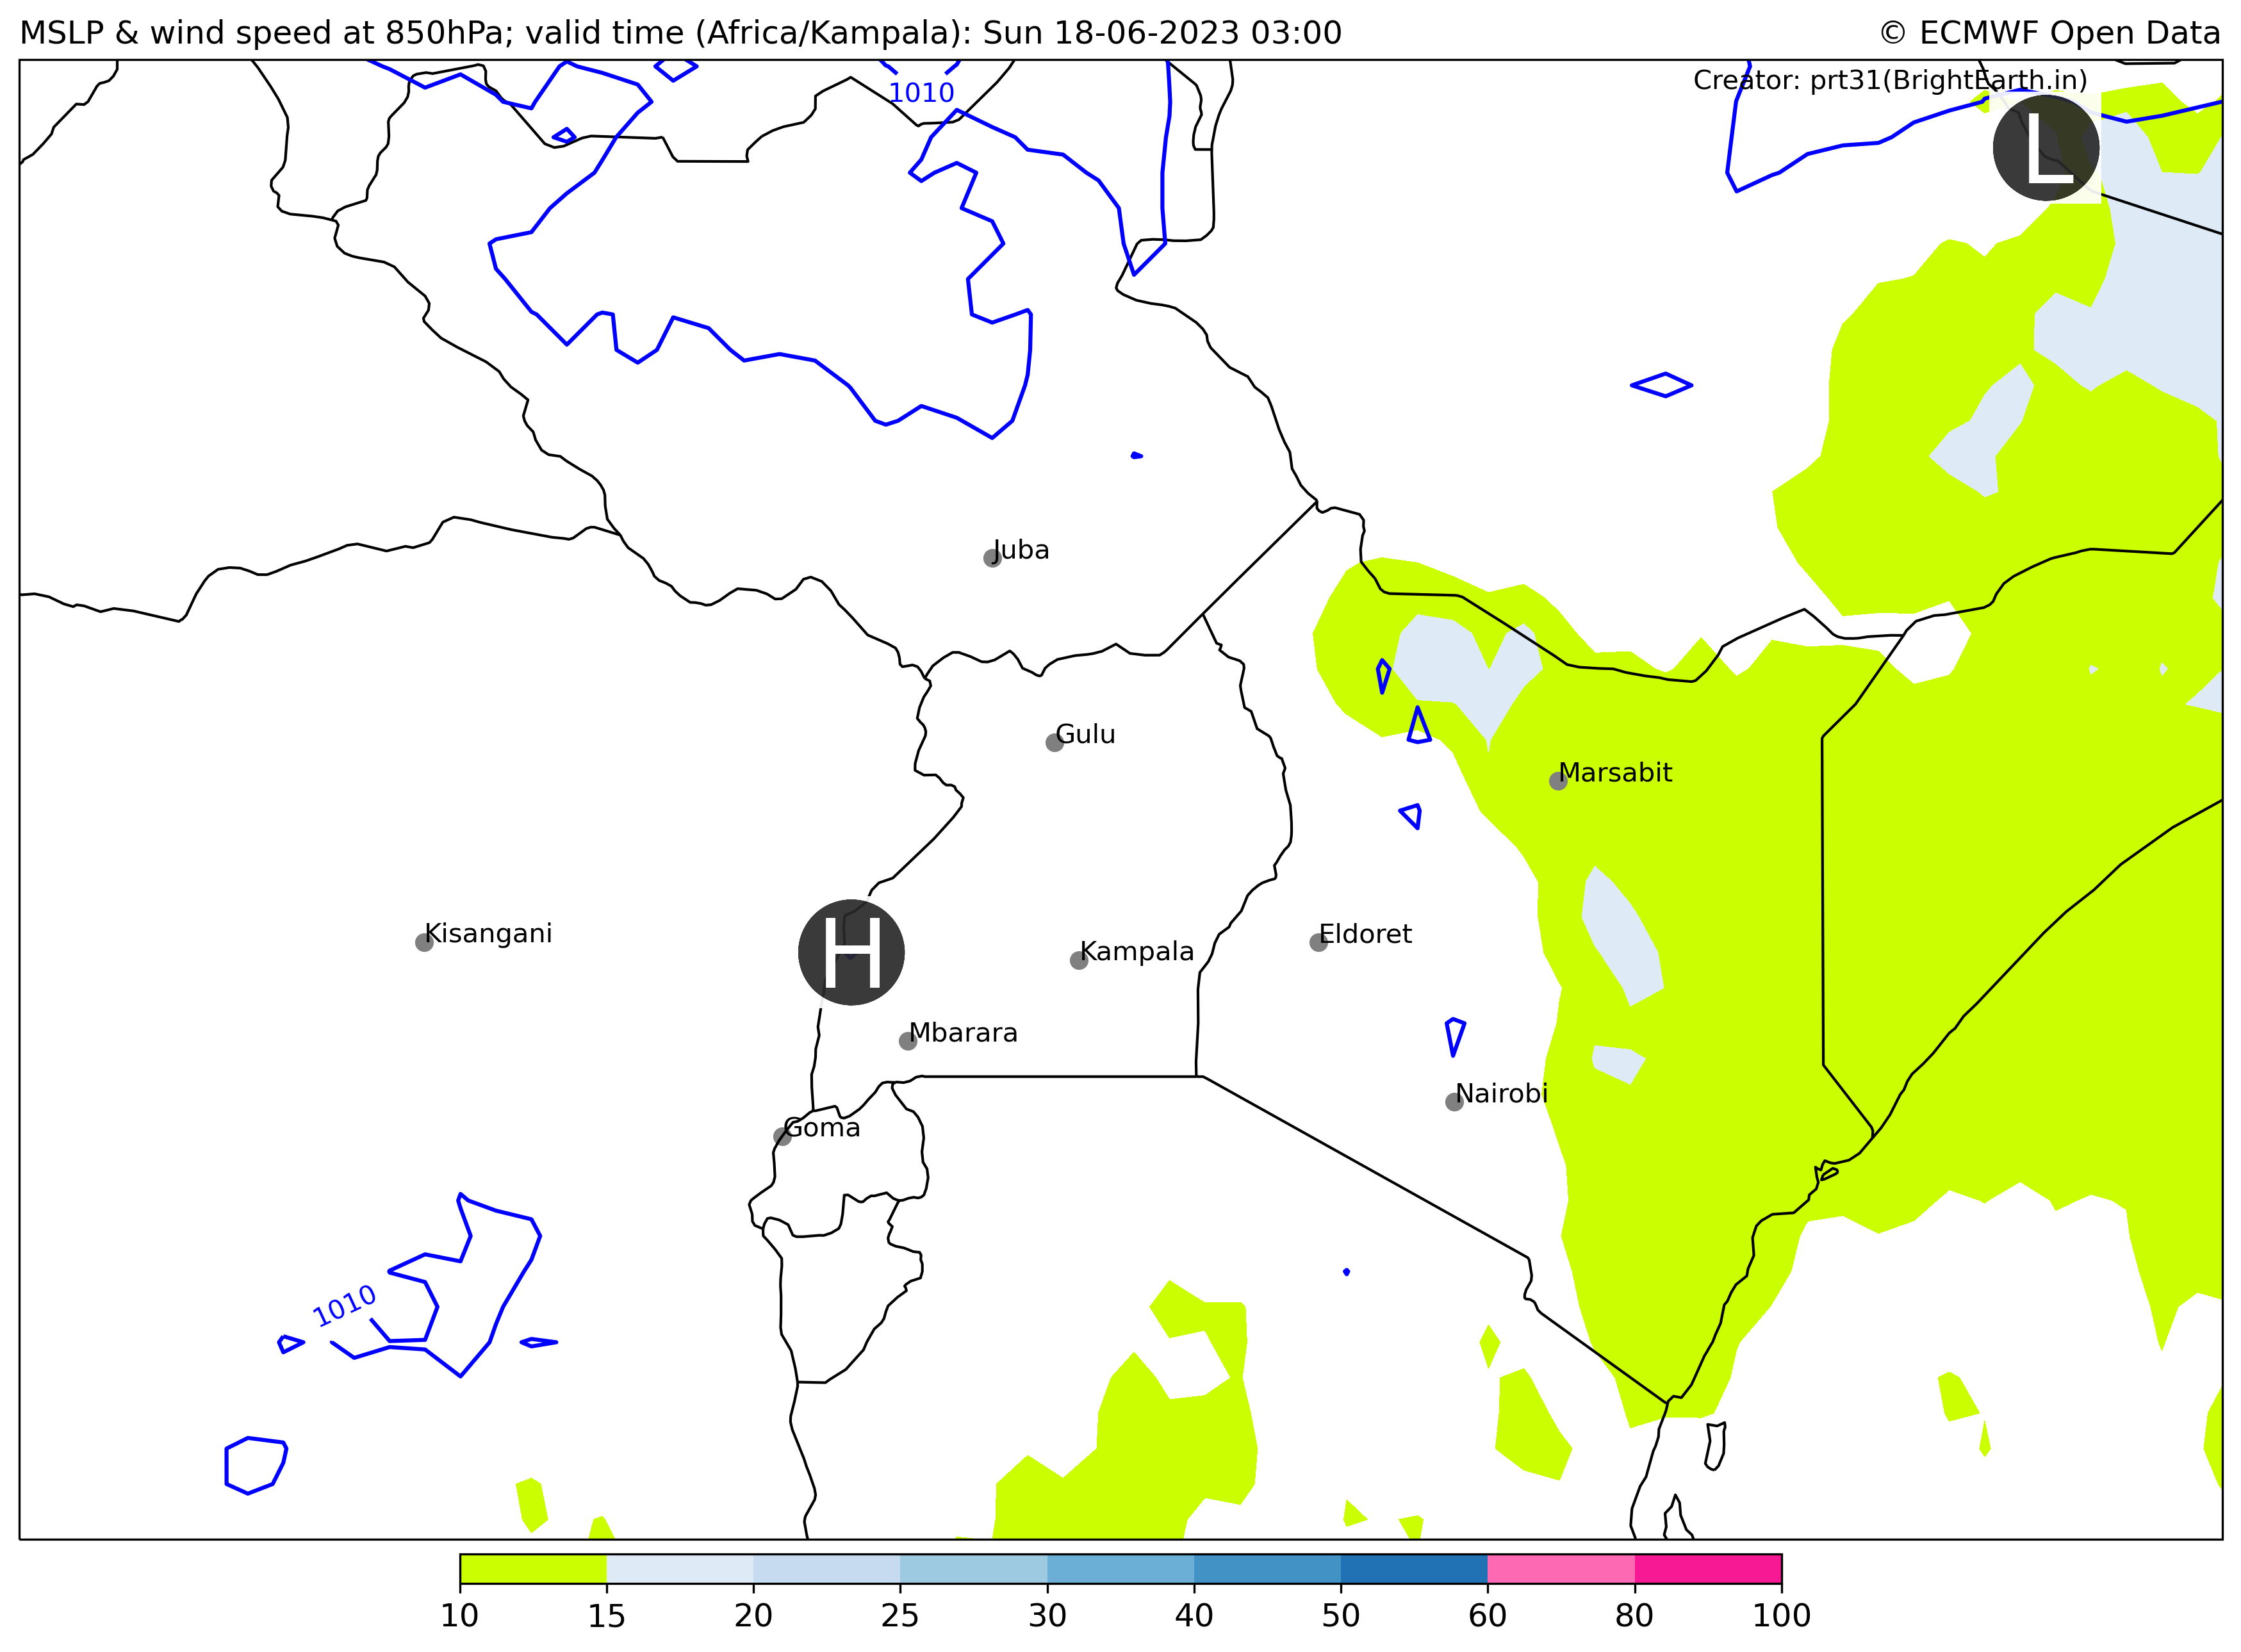 MSLP & wind speed at 850hPa; valid time (Africa/Kampala): Sun 18-06-2023 03:00
© ECMWF Open Data
Creator: prt31(BrightEarth.in)
1010
L
Juba
Gulu
Marsabit
Kisangani
H
Eldoret
Kampala
Mbarara
Nairobi
Goma
1010
10 15 20 25 30 40 50 60 80 100